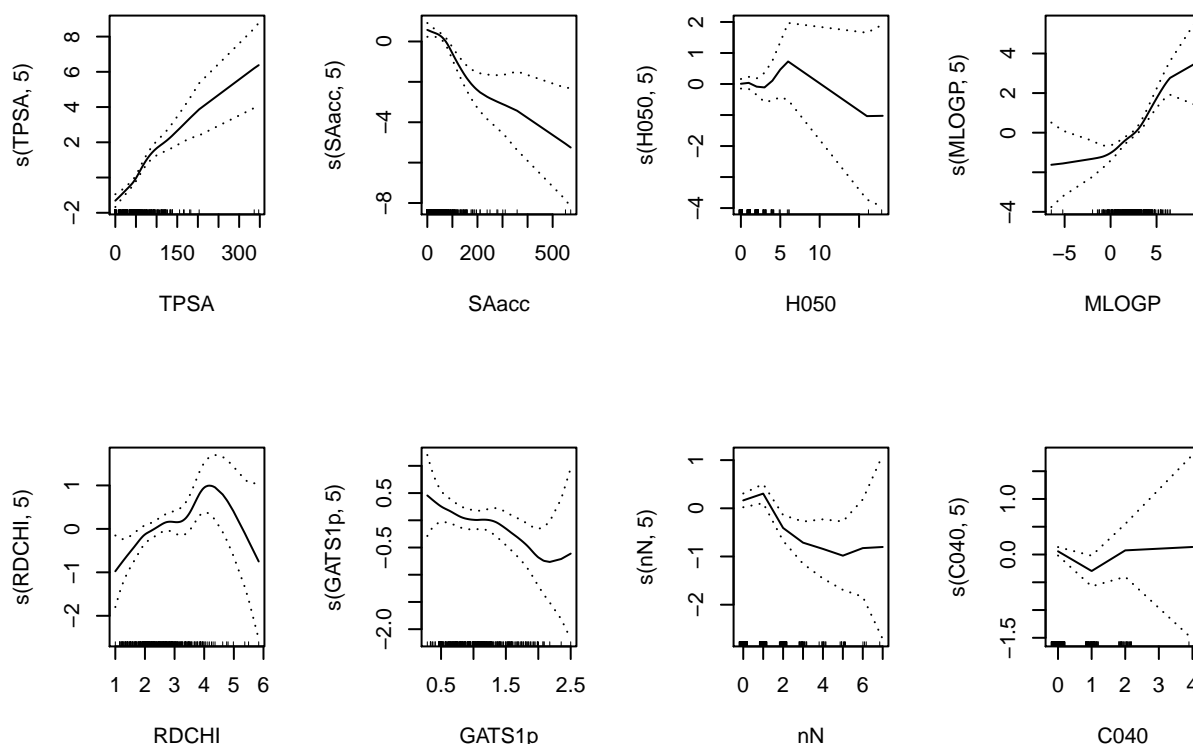 s(TPSA, 5)
8
6
4
2
−2
0 150 300
TPSA
s(SAacc, 5)
0
−4
−8
0 200 500
SAacc
s(H050, 5)
2
1
0
−2
−4
0 5 10
H050
s(MLOGP, 5)
4
2
0
−4
−5 0 5
MLOGP
s(RDCHI, 5)
1
0
−1
−2
1 2 3 4 5 6
RDCHI
s(GATS1p, 5)
0.5
−0.5
−2.0
0.5 1.5 2.5
GATS1p
s(nN, 5)
1
0
−1
−2
0 2 4 6
nN
s(C040, 5)
1.0
0.0
−1.5
0 1 2 3 4
C040